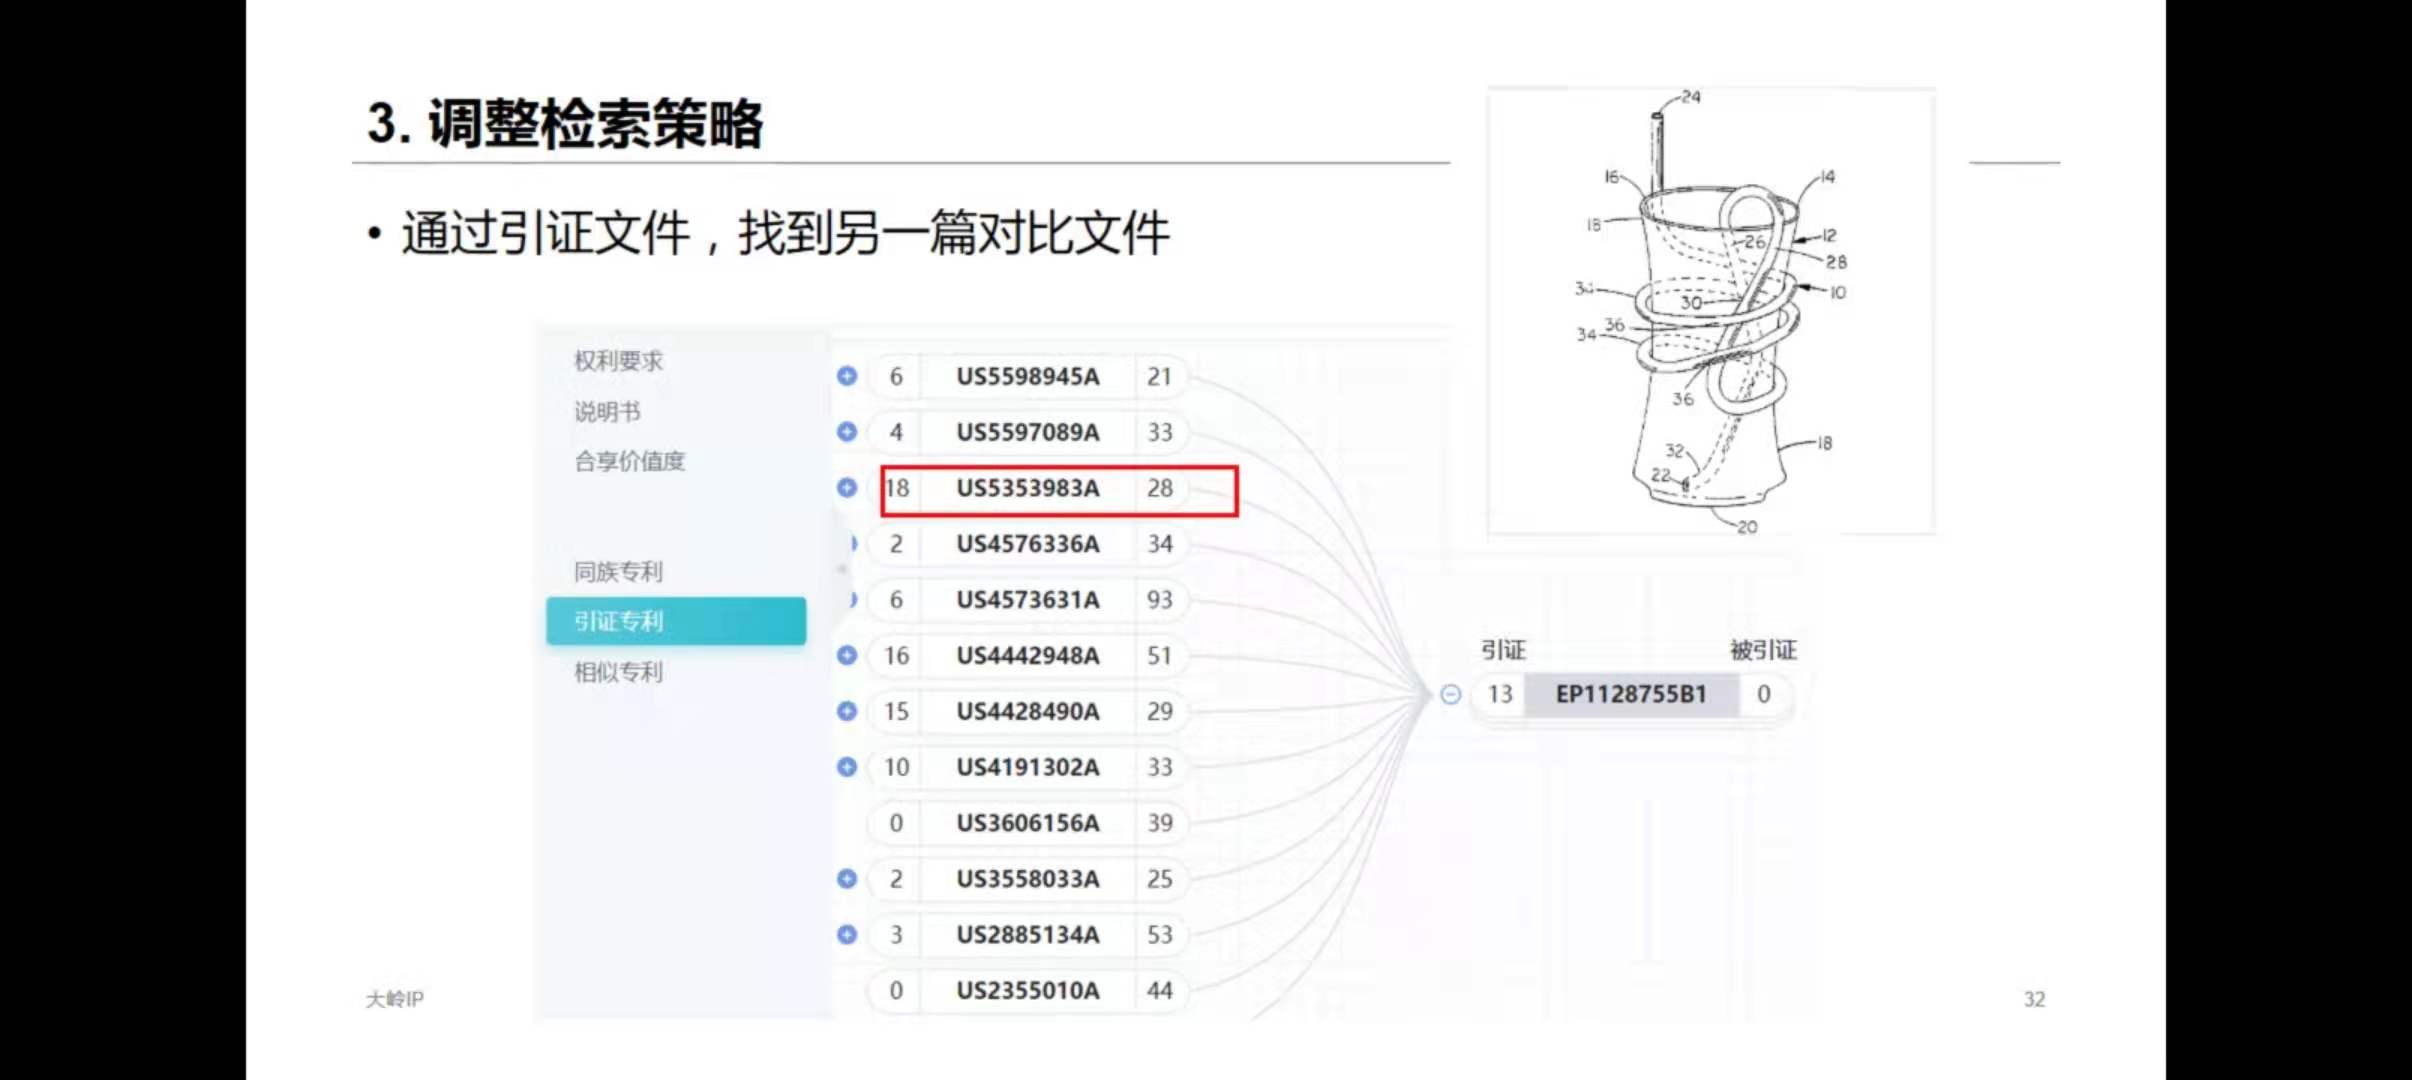 3. 调整检索策略
• 通过引证文件，找到另一篇对比文件
24
16
14
18
26
12
28
34
30
10
36
34
36
18
32
22
20
权利要求
说明书
合享价值度
同族专利
引证专利
相似专利
6 US5598945A 21
4 US5597089A 33
18 US5353983A 28
2 US4576336A 34
6 US4573631A 93
16 US4442948A 51
15 US4428490A 29
10 US4191302A 33
0 US3606156A 39
2 US3558033A 25
3 US2885134A 53
0 US2355010A 44
引证 被引证
13 EP1128755B1 0
大岭IP
32